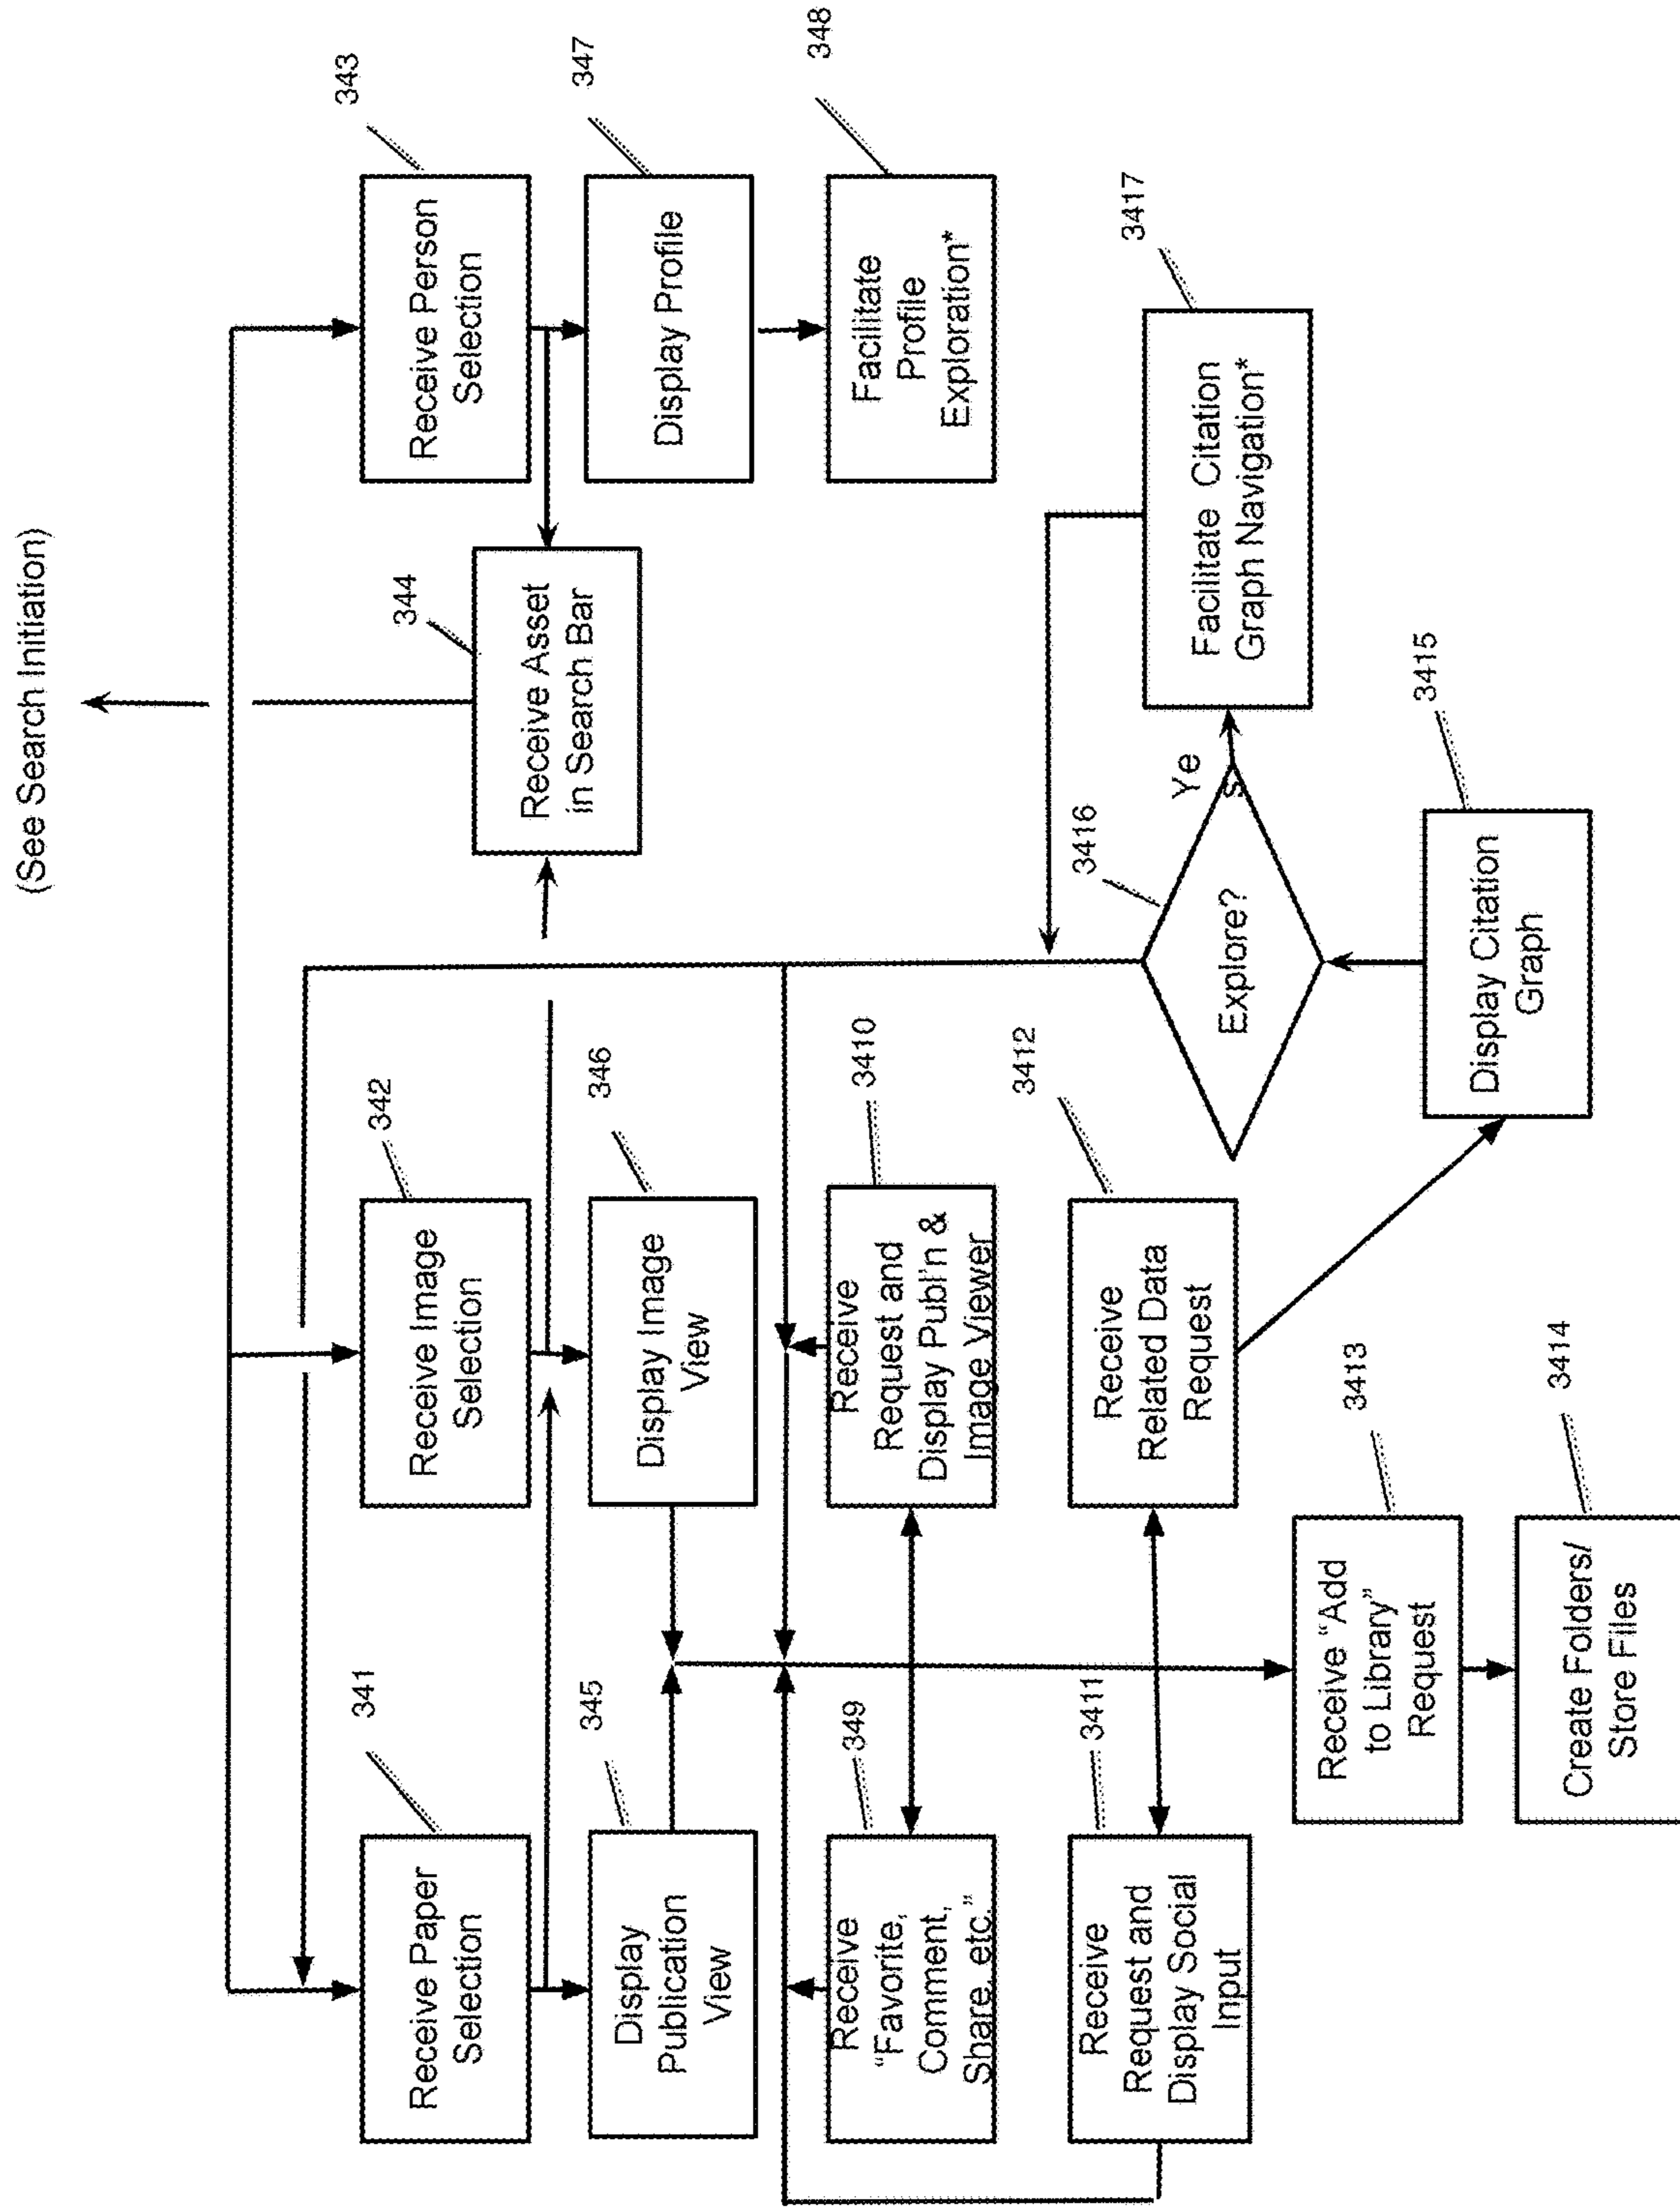 (See Search Initiation)
341
Receive Paper
Selection
342
Receive Image
Selection
343
Receive Person
Selection
344
Receive Asset
in Search Bar
345
Display
Publication
View
346
Display Image
View
347
Display Profile
348
Facilitate
Profile
Exploration*
349
Receive
“Favorite,
Comment,
Share, etc.”
3410
Receive
Request and
Display Publ’n &
Image Viewer
3411
Receive
Request and
Display Social
Input
3412
Receive
Related Data
Request
3416
Explore?
Ye
s
3417
Facilitate Citation
Graph Navigation*
3413
Receive “Add
to Library”
Request
3415
Display Citation
Graph
3414
Create Folders/
Store Files